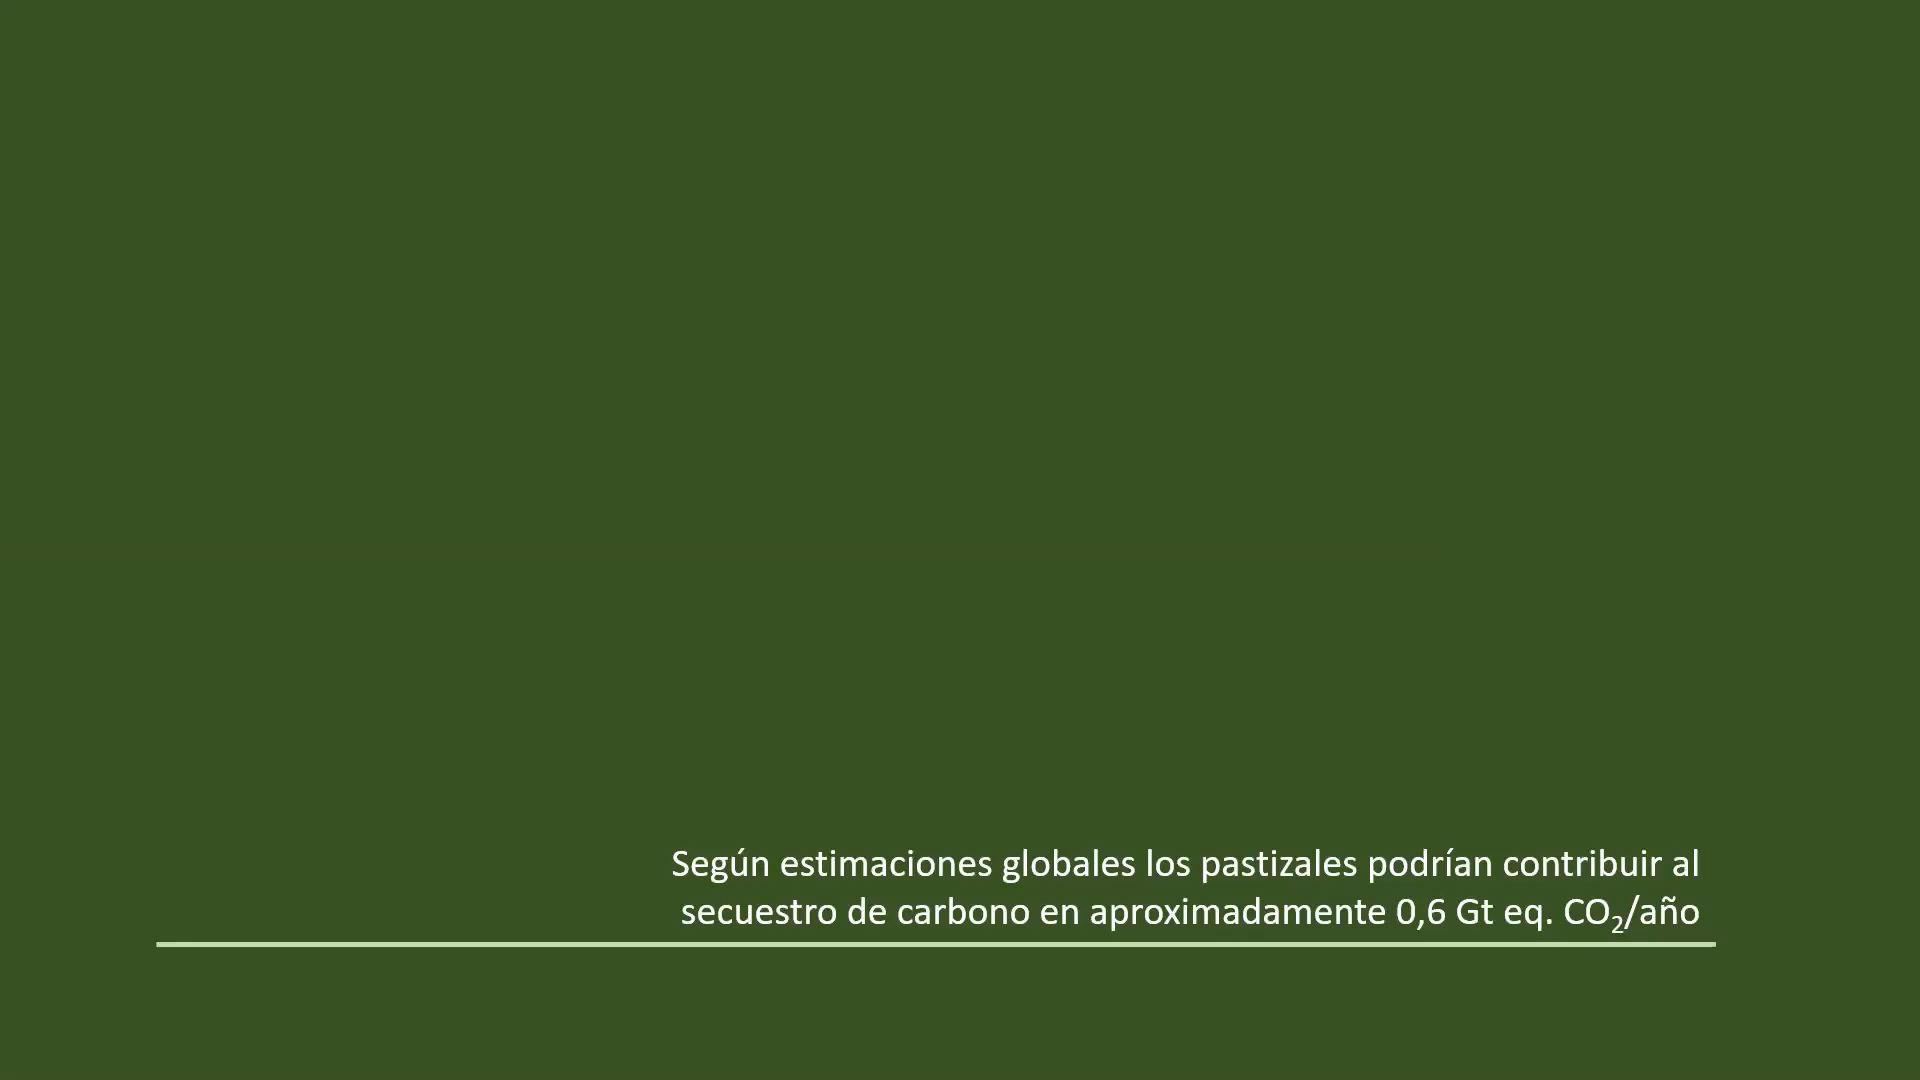 Según estimaciones globales los pastizales podrían contribuir al
secuestro de carbono en aproximadamente 0,6 Gt eq. CO₂/año